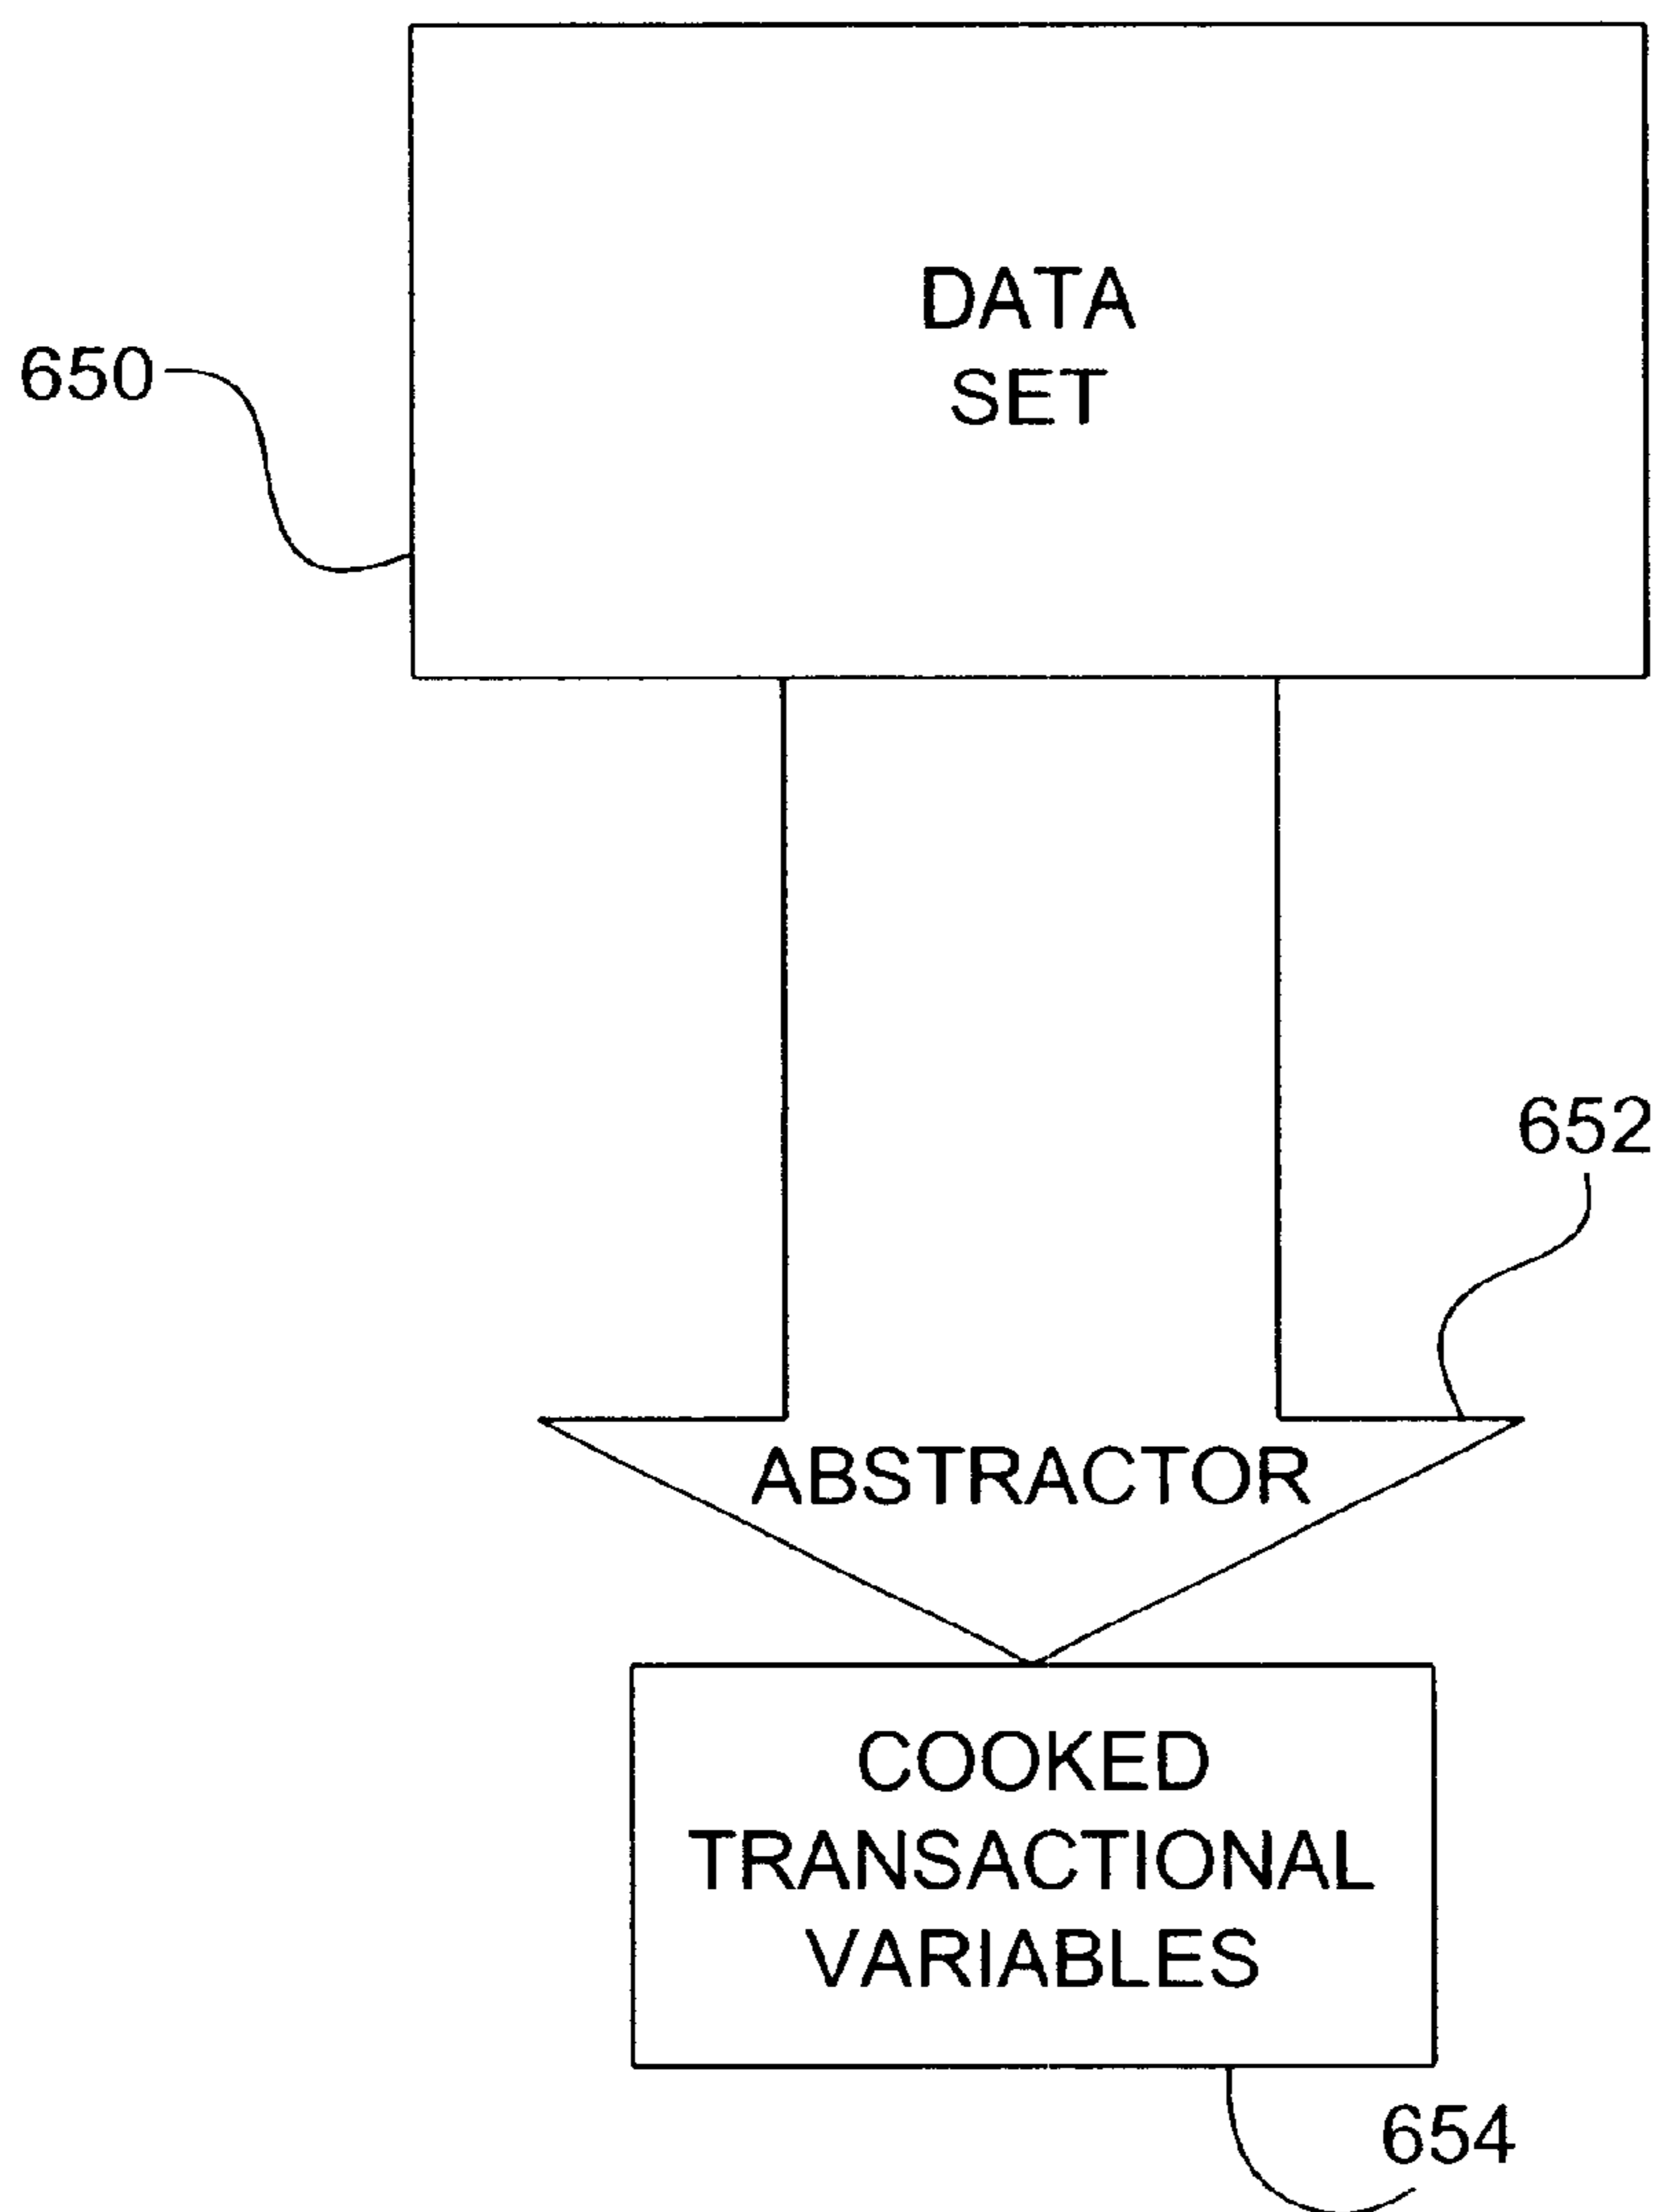 DATA
SET
650
652
ABSTRACTOR
COOKED
TRANSACTIONAL
VARIABLES
654